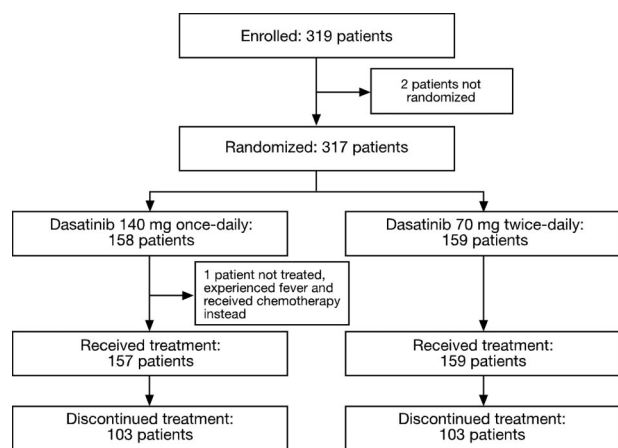 Enrolled: 319 patients
2 patients not
randomized
Randomized: 317 patients
Dasatinib 140 mg once-daily:
158 patients
Dasatinib 70 mg twice-daily:
159 patients
1 patient not treated,
experienced fever and
received chemotherapy
instead
Received treatment:
157 patients
Received treatment:
159 patients
Discontinued treatment:
103 patients
Discontinued treatment:
103 patients